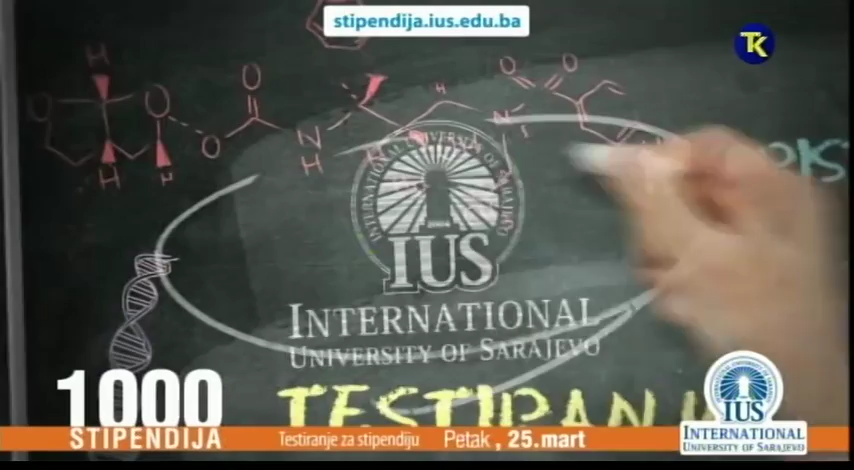 stipendija.ius.edu.ba
TK
H
O
O
O
O
O
O
N
H
N
H
H
H
INTERNATIONAL UNIVERSITY OF SARAJEVO
IUS
INTERNATIONAL
UNIVERSITY OF SARAJEVO
TESTIRANJ
1000
STIPENDIJA
Testiranje za stipendiju Petak, 25.mart
IUS
INTERNATIONAL
UNIVERSITY OF SARAJEVO